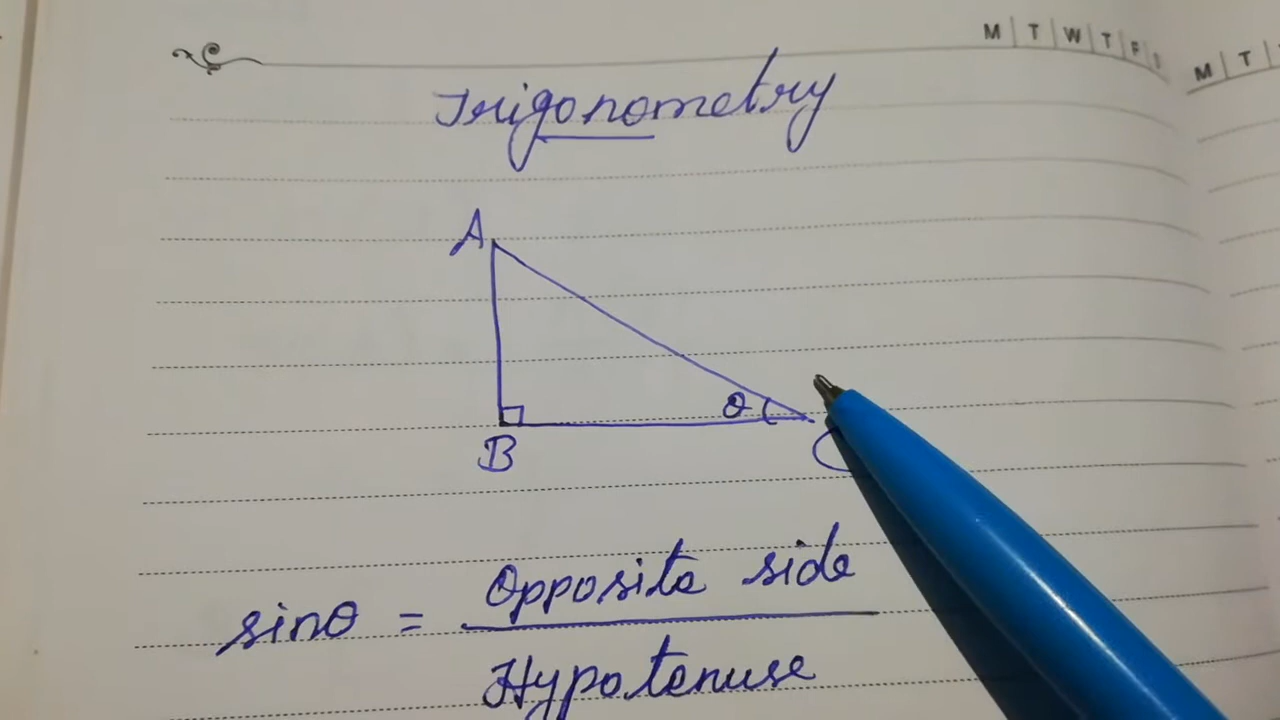 M T W T F
M T
Trigonometry
A
θ
B C
sinθ = Opposite side
Hypotenuse